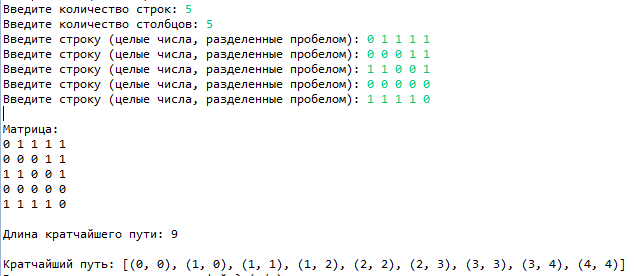 Введите количество строк: 5
Введите количество столбцов: 5
Введите строку (целые числа, разделенные пробелом): 0 1 1 1 1
Введите строку (целые числа, разделенные пробелом): 0 0 0 1 1
Введите строку (целые числа, разделенные пробелом): 1 1 0 0 1
Введите строку (целые числа, разделенные пробелом): 0 0 0 0 0
Введите строку (целые числа, разделенные пробелом): 1 1 1 1 0
Матрица:
0 1 1 1 1
0 0 0 1 1
1 1 0 0 1
0 0 0 0 0
1 1 1 1 0
Длина кратчайшего пути: 9
Кратчайший путь: [(0, 0), (1, 0), (1, 1), (1, 2), (2, 2), (2, 3), (3, 3), (3, 4), (4, 4)]